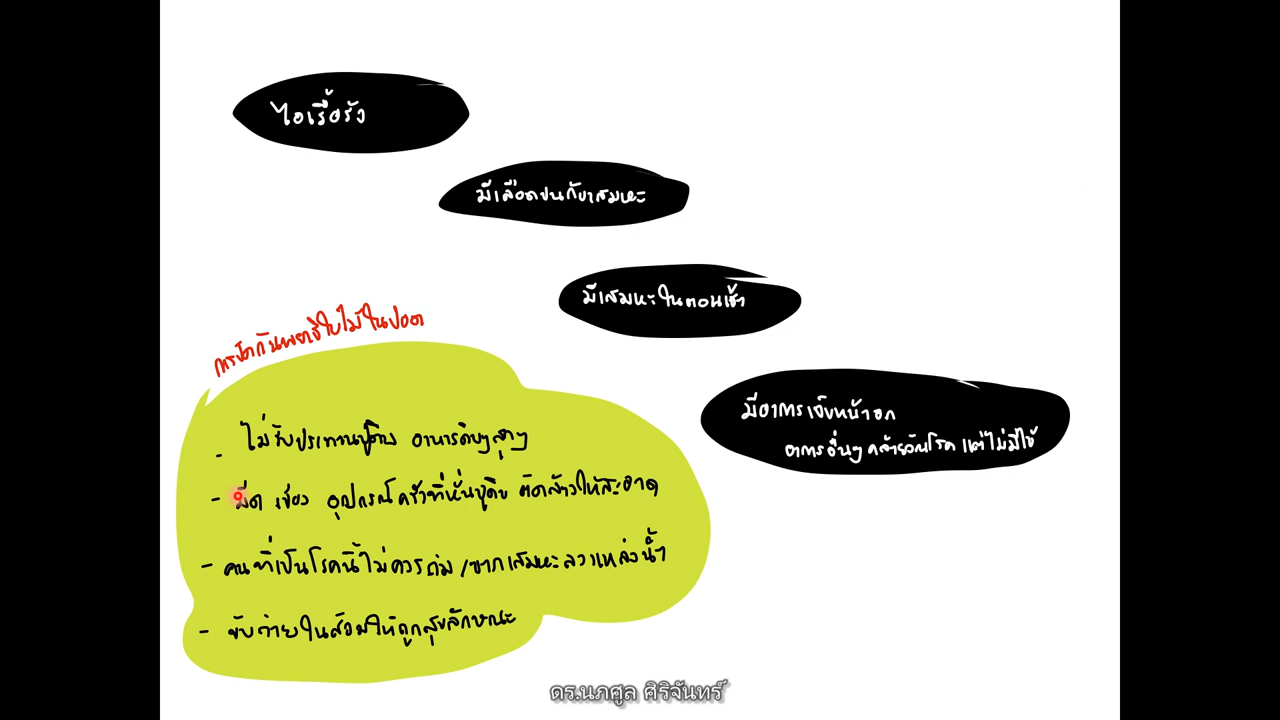 ไอเรื้อรัง
มีเลือดปนกับเสมหะ
มีเสมหะในตอนเช้า
มีอาการเจ็บหน้าอก
อาการอื่นๆ คล้ายวัณโรค แต่ไม่มีไข้
การป้องกันพยาธิใบไม้ในปอด
- ไม่รับประทานปูดิบ อาหารดิบๆสุกๆ
- มีด เขียง อุปกรณ์ครัวที่หั่นปูดิบ ต้องล้างให้สะอาด
- คนที่เป็นโรคนี้ไม่ควรถ่ม/ขากเสมหะลงแหล่งน้ำ
- ขับถ่ายในส้วมให้ถูกสุขลักษณะ
ดร.นภศูล ศิริจันทร์